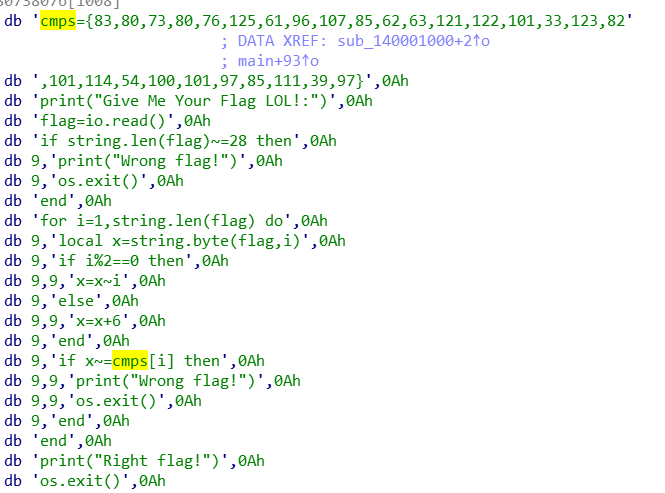 db 'cmps={83,80,73,80,76,125,61,96,107,85,62,63,121,122,101,33,123,82'
; DATA XREF: sub_140001000+2↑o
; main+93↑o
db ',101,114,54,100,101,97,85,111,39,97}',0Ah
db 'print("Give Me Your Flag LOL!:")',0Ah
db 'flag=io.read()',0Ah
db 'if string.len(flag)~=28 then',0Ah
db 9,'print("Wrong flag!")',0Ah
db 9,'os.exit()',0Ah
db 'end',0Ah
db 'for i=1,string.len(flag) do',0Ah
db 9,'local x=string.byte(flag,i)',0Ah
db 9,'if i%2==0 then',0Ah
db 9,9,'x=x~i',0Ah
db 9,'else',0Ah
db 9,9,'x=x+6',0Ah
db 9,'end',0Ah
db 9,'if x~=cmps[i] then',0Ah
db 9,9,'print("Wrong flag!")',0Ah
db 9,9,'os.exit()',0Ah
db 9,'end',0Ah
db 'end',0Ah
db 'print("Right flag!")',0Ah
db 'os.exit()',0Ah